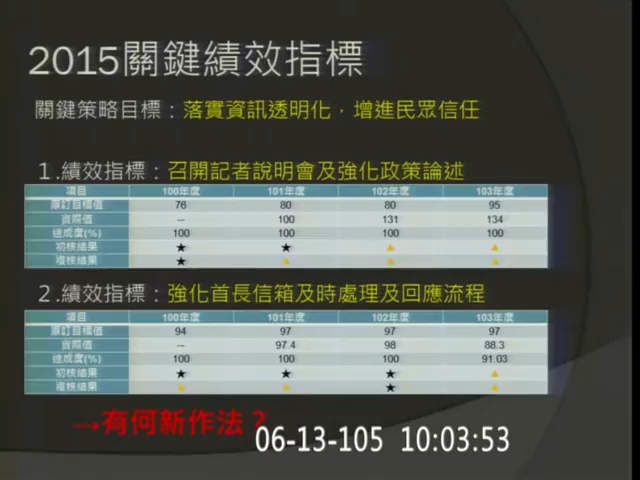 2015關鍵績效指標
關鍵策略目標：落實資訊透明化，增進民眾信任
1.績效指標：召開記者說明會及強化政策論述
項目 100年度 101年度 102年度 103年度
原訂目標值 76 80 80 95
實際值 -- 100 131 134
達成度(%) 100 100 100 100
初核結果 ★ ★ ▲ ▲
複核結果 ★ ▲ ▲ ▲
2.績效指標：強化首長信箱及時處理及回應流程
項目 100年度 101年度 102年度 103年度
原訂目標值 94 97 97 97
實際值 -- 97.4 98 88.3
達成度(%) 100 100 100 91.03
初核結果 ★ ★ ★ ▲
複核結果 ▲ ▲ ★ ▲
→有何新作法？
06-13-105 10:03:53